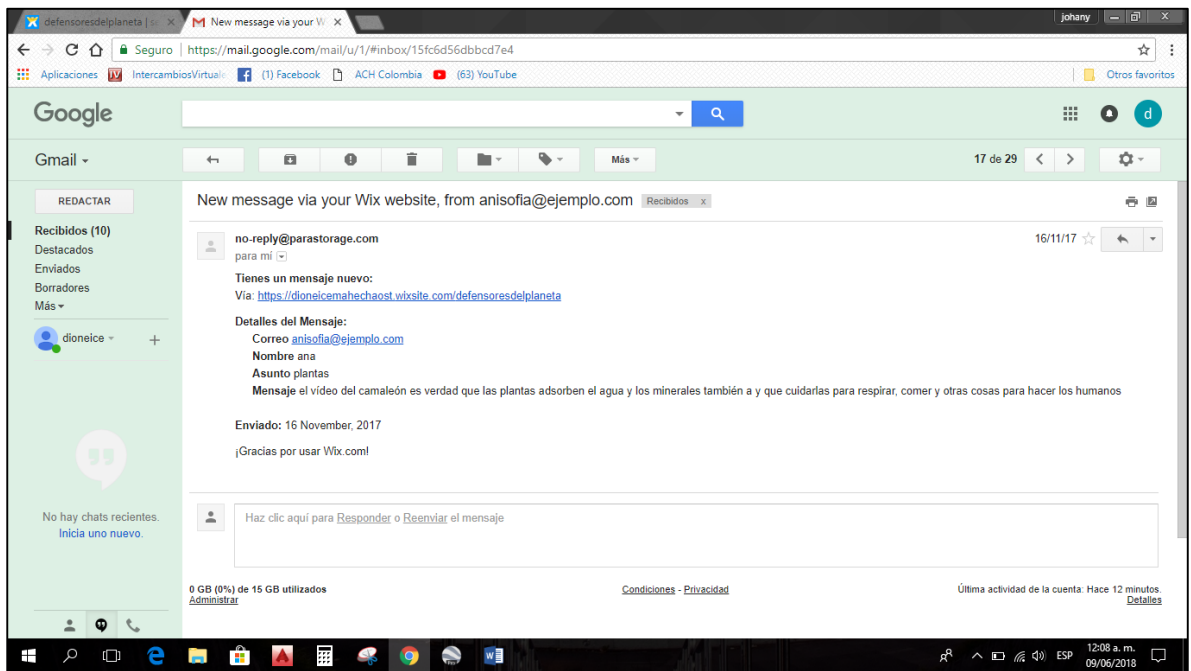 defensoresdelplaneta | s
New message via your W
johany
Seguro | https://mail.google.com/mail/u/1/#inbox/15fc6d56dbbcd7e4
Aplicaciones IntercambiosVirtuale (1) Facebook ACH Colombia (63) YouTube Otros favoritos
Google d
Gmail Más 17 de 29
REDACTAR
New message via your Wix website, from anisofia@ejemplo.com Recibidos x
Recibidos (10)
Destacados
Enviados
Borradores
Más
dioneice +
no-reply@parastorage.com 16/11/17
para mí
Tienes un mensaje nuevo:
Vía: https://dioneicemahechaost.wixsite.com/defensoresdelplaneta
Detalles del Mensaje:
Correo anisofia@ejemplo.com
Nombre ana
Asunto plantas
Mensaje el vídeo del camaleón es verdad que las plantas adsorben el agua y los minerales también a y que cuidarlas para respirar, comer y otras cosas para hacer los humanos
Enviado: 16 November, 2017
¡Gracias por usar Wix.com!
No hay chats recientes.
Inicia uno nuevo.
Haz clic aquí para Responder o Reenviar el mensaje
0 GB (0%) de 15 GB utilizados
Administrar
Condiciones - Privacidad
Última actividad de la cuenta: Hace 12 minutos.
Detalles
ESP
12:08 a. m.
09/06/2018